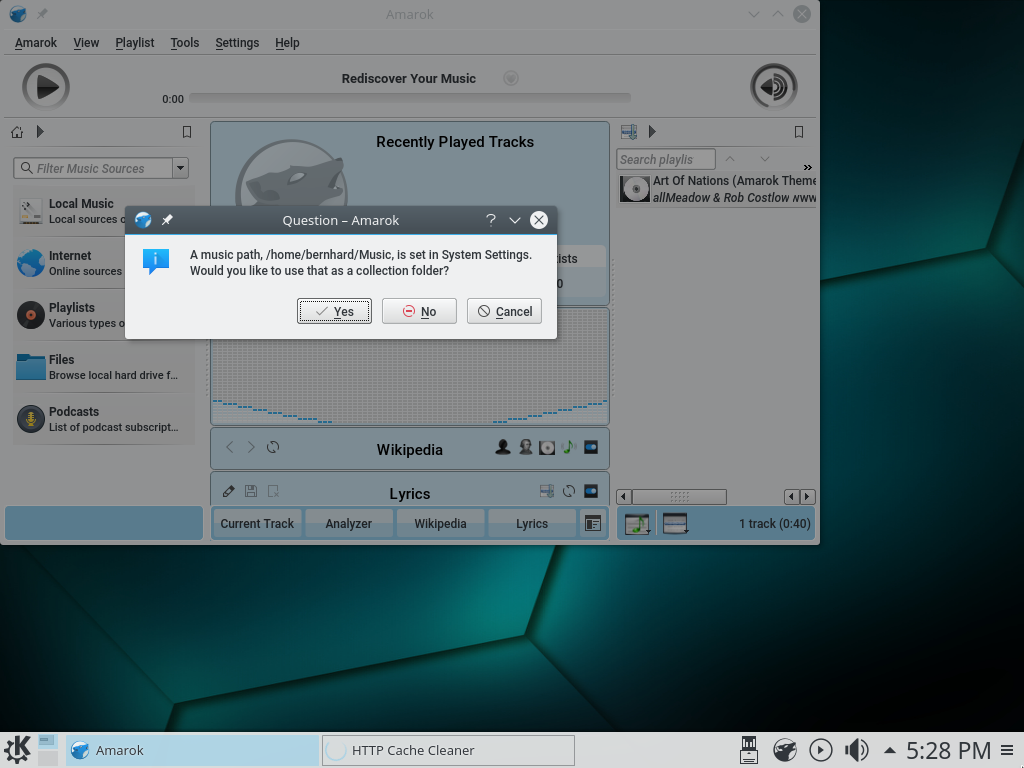 Amarok
Amarok View Playlist Tools Settings Help
Rediscover Your Music
0:00
Filter Music Sources
Local Music
Local sources o
Internet
Online sources
Playlists
Various types o
Files
Browse local hard drive f...
Podcasts
List of podcast subscript...
Recently Played Tracks
Question – Amarok
A music path, /home/bernhard/Music, is set in System Settings.
Would you like to use that as a collection folder?
Yes No Cancel
ists
0
Wikipedia
Lyrics
Current Track Analyzer Wikipedia Lyrics
Search playlis
Art Of Nations (Amarok Theme
allMeadow & Rob Costlow www
1 track (0:40)
Amarok
HTTP Cache Cleaner
5:28 PM